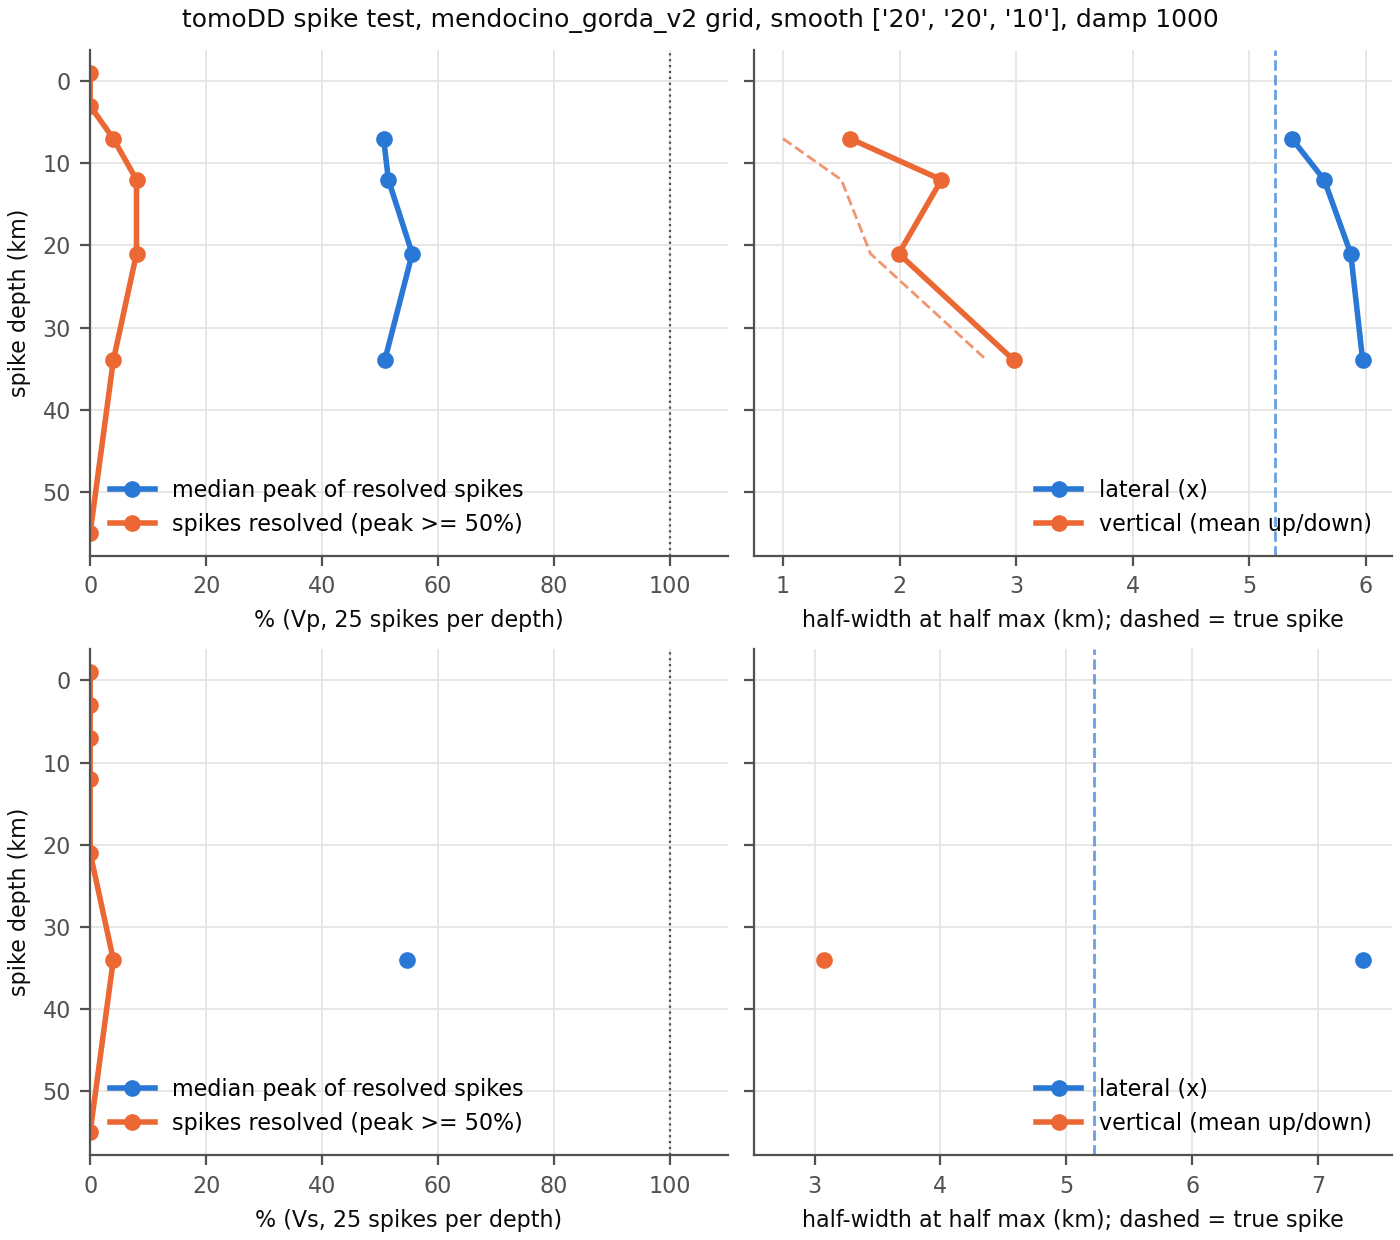 tomoDD spike test, mendocino_gorda_v2 grid, smooth ['20', '20', '10'], damp 1000
0
10
20
30
40
50
spike depth (km)
median peak of resolved spikes
spikes resolved (peak >= 50%)
0 20 40 60 80 100
% (Vp, 25 spikes per depth)
lateral (x)
vertical (mean up/down)
1 2 3 4 5 6
half-width at half max (km); dashed = true spike
0
10
20
30
40
50
spike depth (km)
median peak of resolved spikes
spikes resolved (peak >= 50%)
0 20 40 60 80 100
% (Vs, 25 spikes per depth)
lateral (x)
vertical (mean up/down)
3 4 5 6 7
half-width at half max (km); dashed = true spike